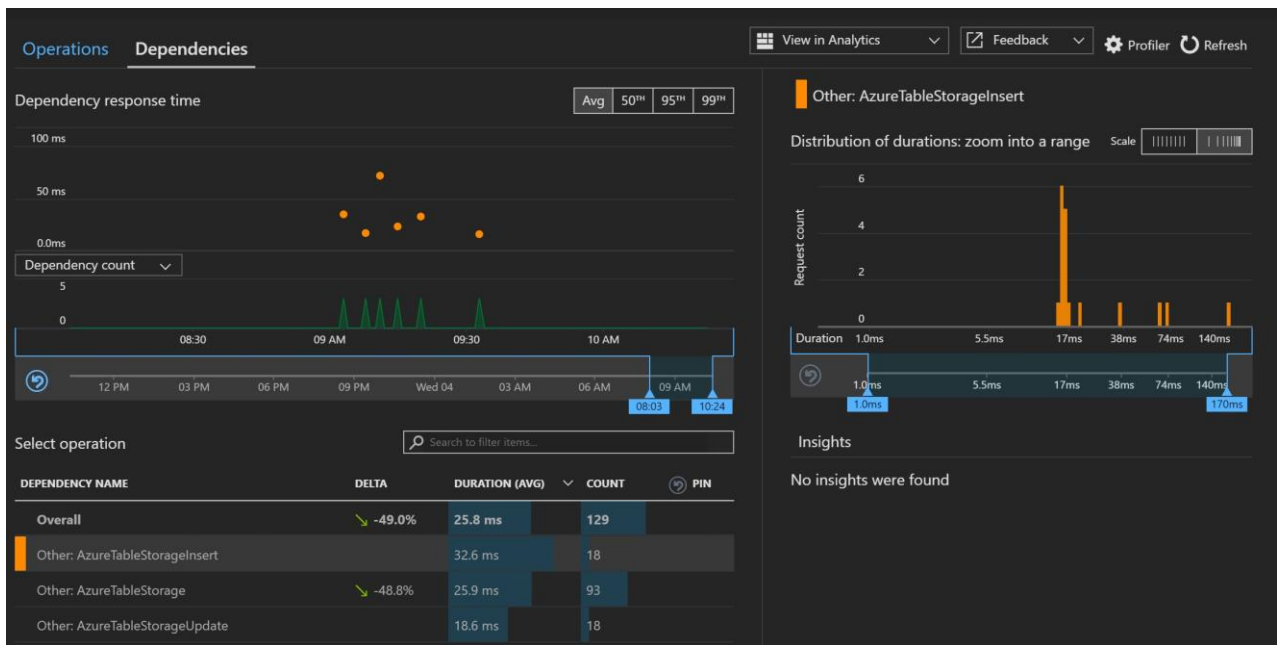 Operations Dependencies
View in Analytics Feedback Profiler Refresh
Dependency response time
Avg 50TH 95TH 99TH
100 ms
50 ms
0.0ms
Dependency count
5
0
08:30 09 AM 09:30 10 AM
12 PM 03 PM 06 PM 09 PM Wed 04 03 AM 06 AM 09 AM
08:03 10:24
Select operation
Search to filter items...
DEPENDENCY NAME DELTA DURATION (AVG) COUNT PIN
Overall -49.0% 25.8 ms 129
Other: AzureTableStorageInsert 32.6 ms 18
Other: AzureTableStorage -48.8% 25.9 ms 93
Other: AzureTableStorageUpdate 18.6 ms 18
Other: AzureTableStorageInsert
Distribution of durations: zoom into a range Scale
Request count
6
4
2
0
Duration 1.0ms 5.5ms 17ms 38ms 74ms 140ms
1.0ms 5.5ms 17ms 38ms 74ms 140ms
1.0ms 170ms
Insights
No insights were found